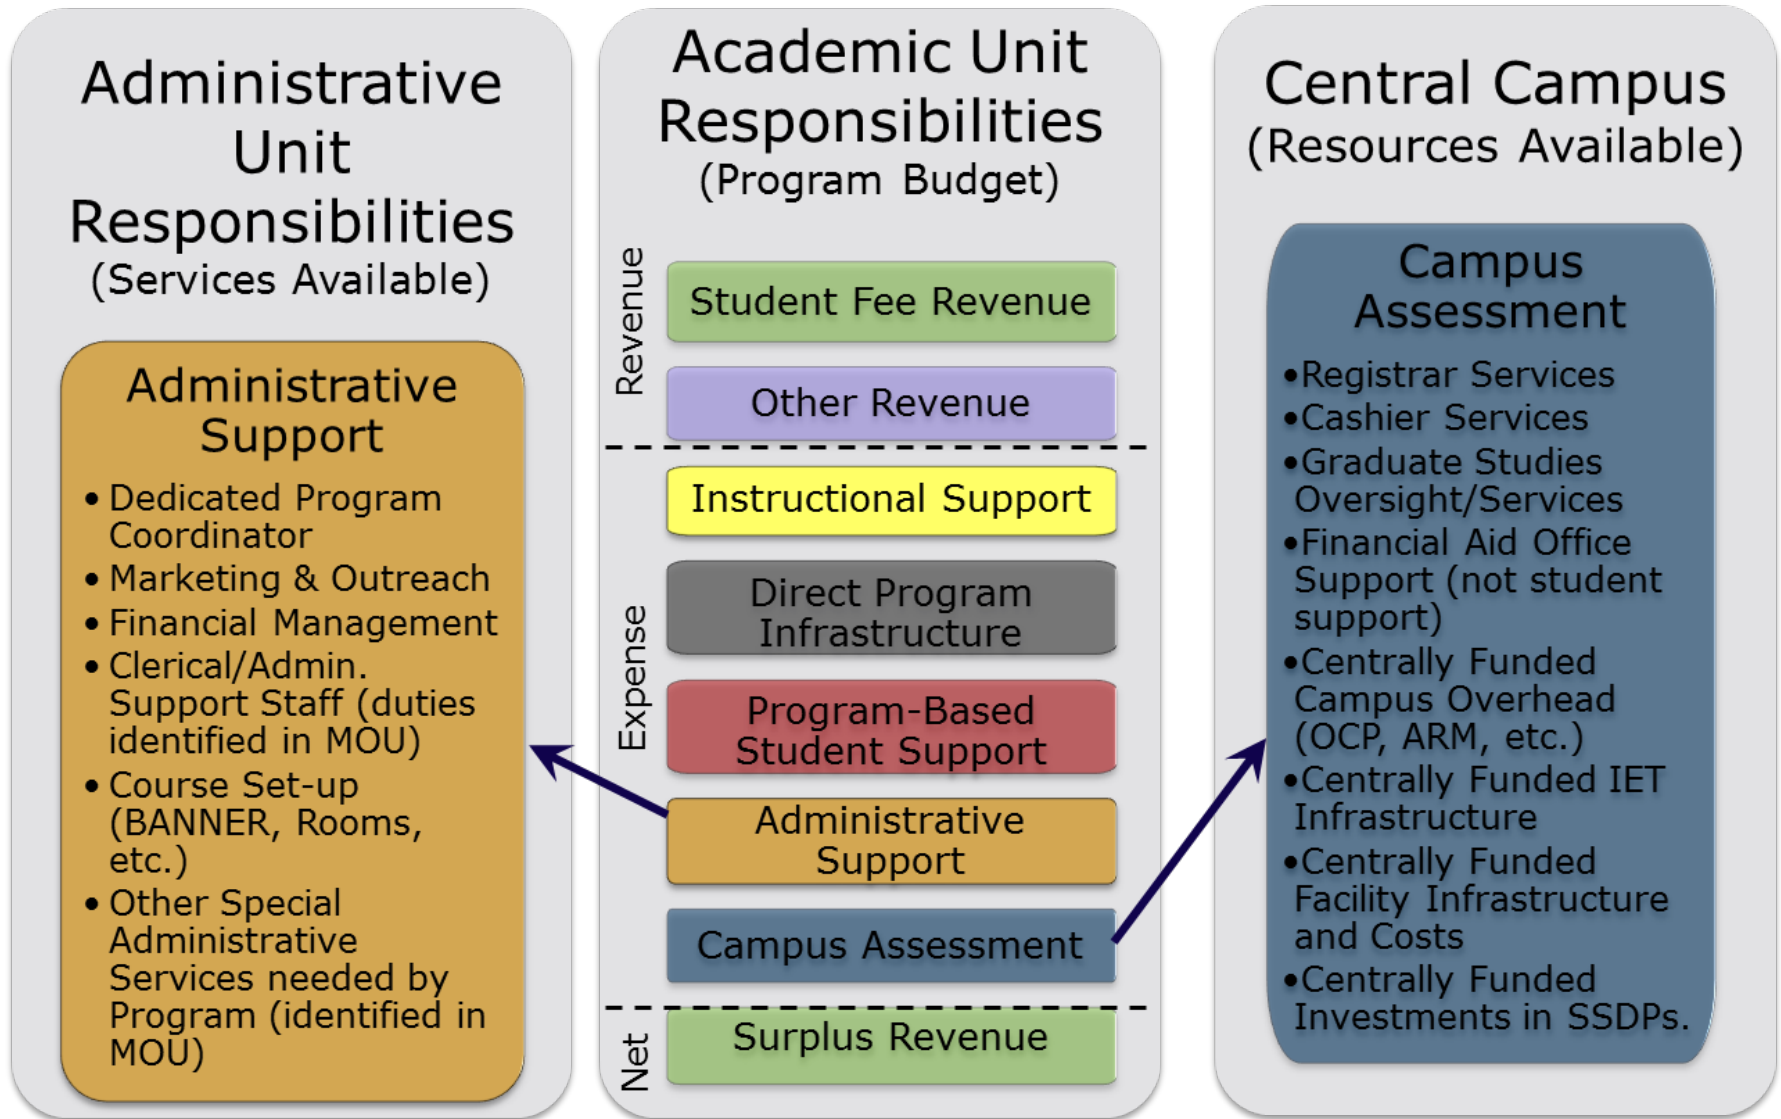 Administrative
Unit
Responsibilities
(Services Available)
Administrative
Support
• Dedicated Program
Coordinator
• Marketing & Outreach
• Financial Management
• Clerical/Admin.
Support Staff (duties
identified in MOU)
• Course Set-up
(BANNER, Rooms,
etc.)
• Other Special
Administrative
Services needed by
Program (identified in
MOU)
Academic Unit
Responsibilities
(Program Budget)
Revenue
Student Fee Revenue
Other Revenue
Expense
Instructional Support
Direct Program
Infrastructure
Program-Based
Student Support
Administrative
Support
Campus Assessment
Net
Surplus Revenue
Central Campus
(Resources Available)
Campus
Assessment
•Registrar Services
•Cashier Services
•Graduate Studies
Oversight/Services
•Financial Aid Office
Support (not student
support)
•Centrally Funded
Campus Overhead
(OCP, ARM, etc.)
•Centrally Funded IET
Infrastructure
•Centrally Funded
Facility Infrastructure
and Costs
•Centrally Funded
Investments in SSDPs.